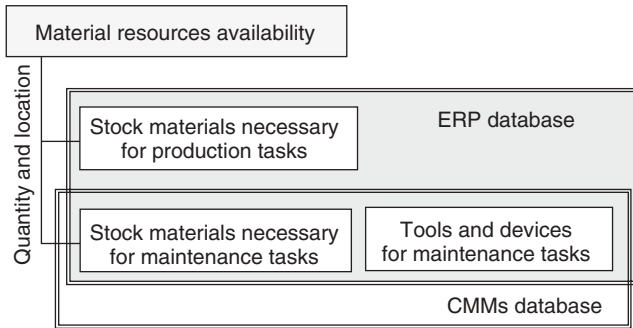 Material resources availability
Quantity and location
ERP database
Stock materials necessary
for production tasks
Stock materials necessary
for maintenance tasks
Tools and devices
for maintenance tasks
CMMs database